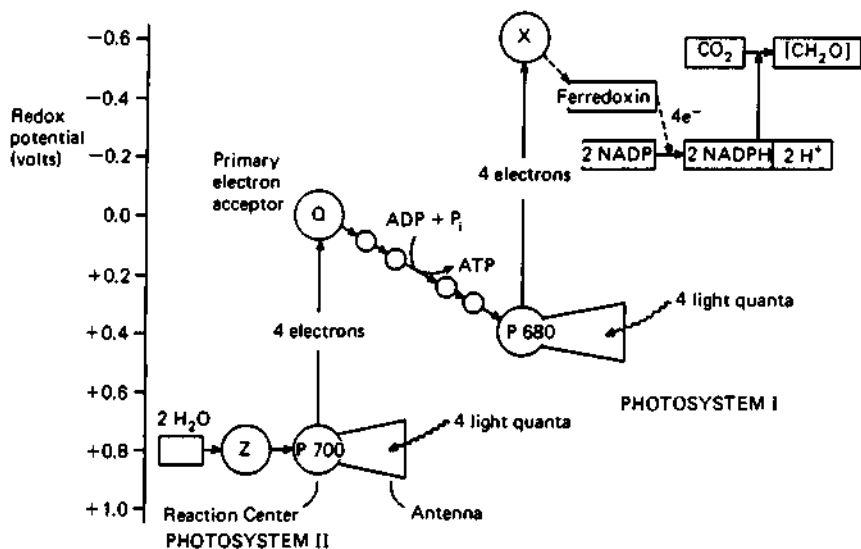 −0.6
−0.4
−0.2
0.0
+0.2
+0.4
+0.6
+0.8
+1.0
Redox
potential
(volts)
X
CO₂
[CH₂O]
Ferredoxin
4e⁻
2 NADP
2 NADPH
2 H⁺
4 electrons
Primary
electron
acceptor
Q
ADP + Pᵢ
ATP
P 680
4 light quanta
PHOTOSYSTEM I
4 electrons
2 H₂O
Z
P 700
4 light quanta
Reaction Center
Antenna
PHOTOSYSTEM II